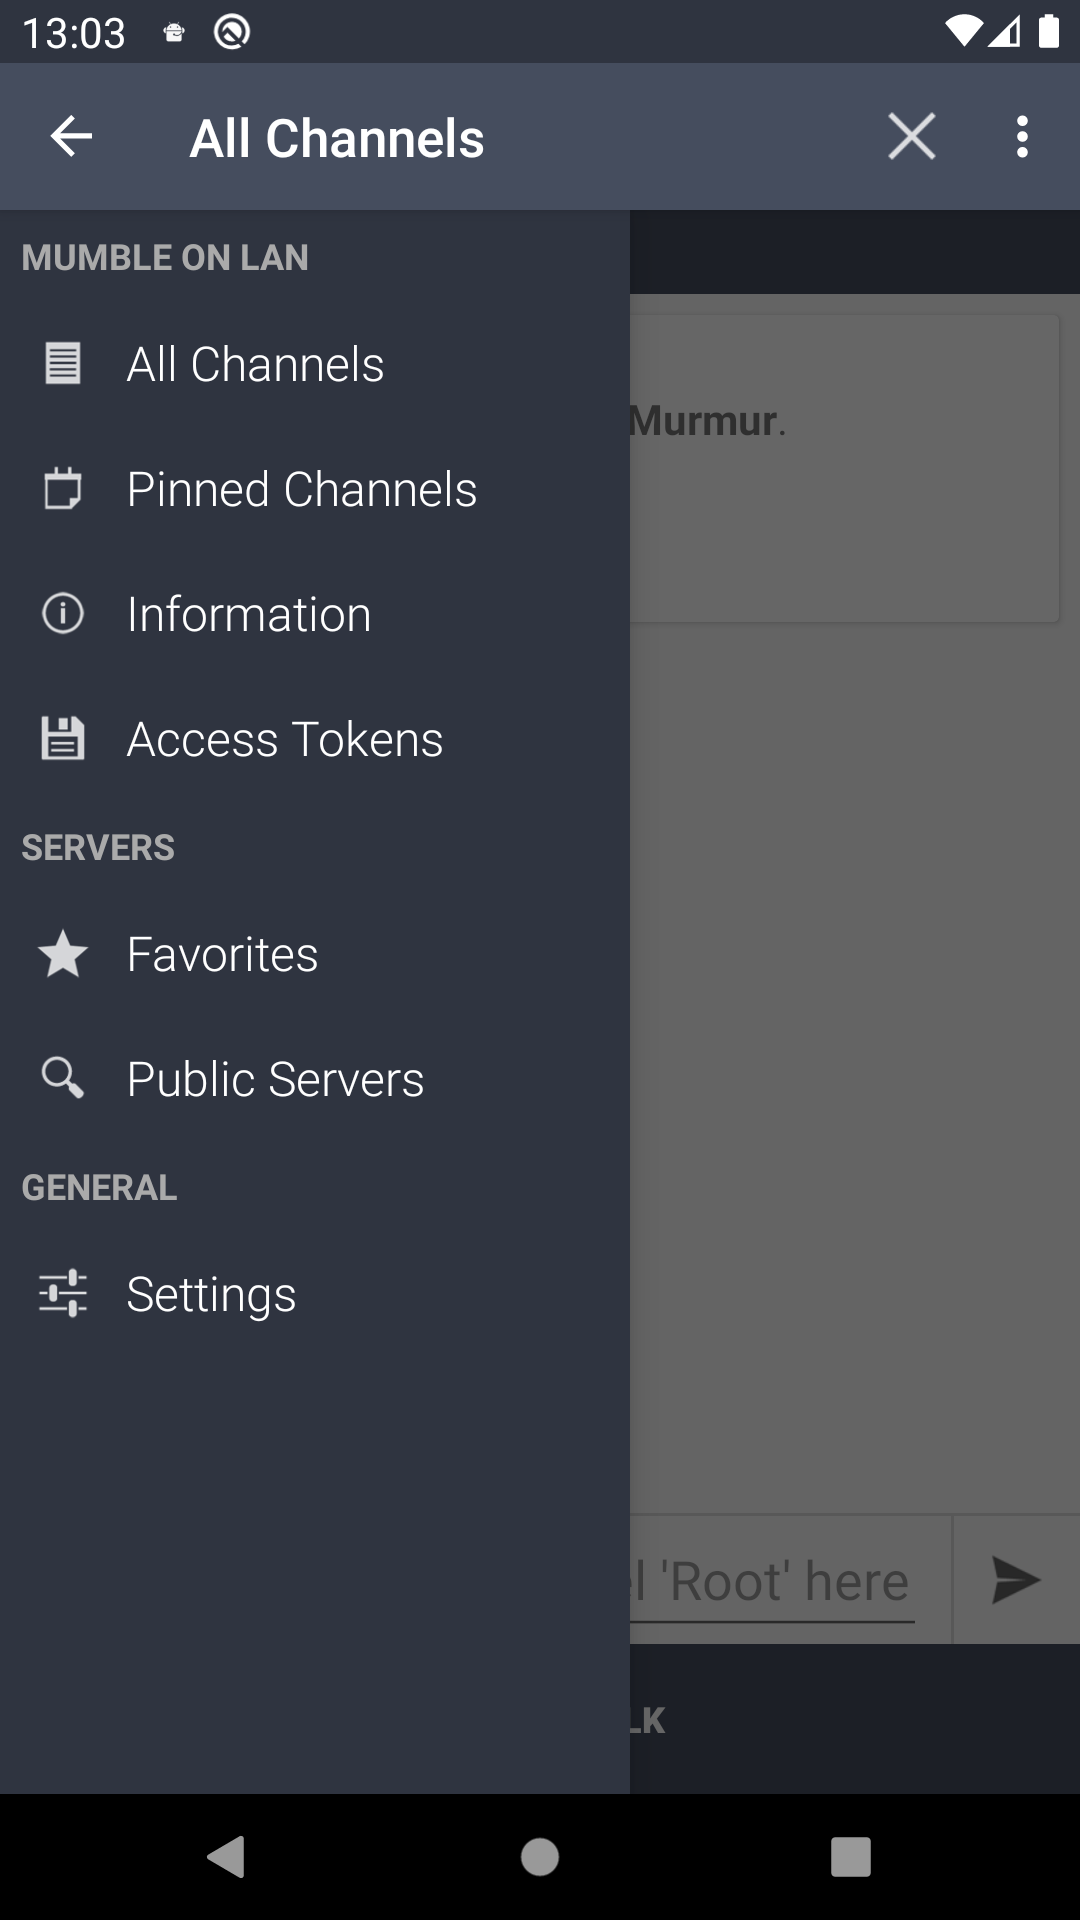 13:03
All Channels
MUMBLE ON LAN
All Channels
Murmur.
Pinned Channels
Information
Access Tokens
SERVERS
Favorites
Public Servers
GENERAL
Settings
'Root' here